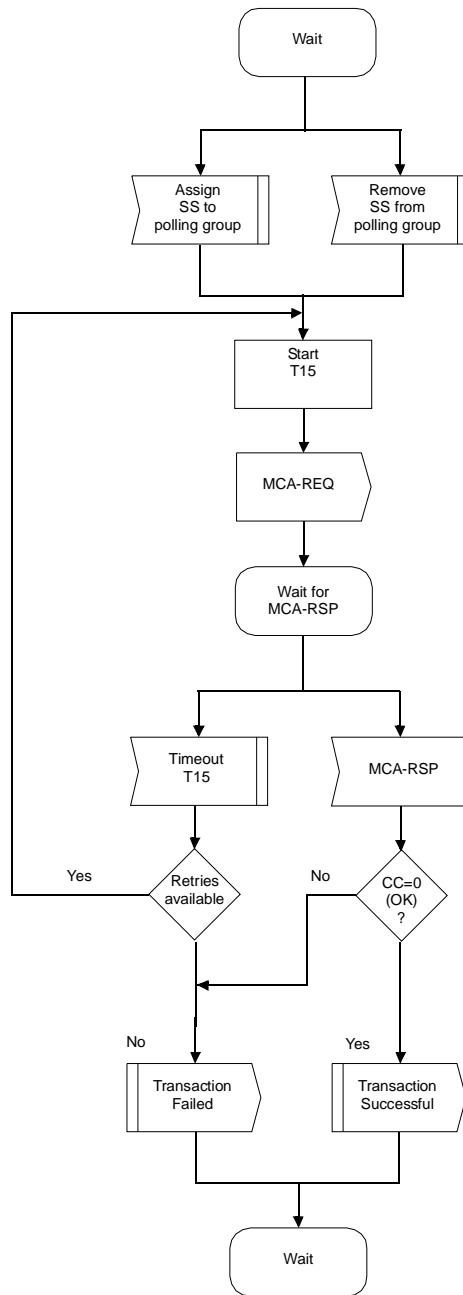 Wait
Assign
SS to
polling group
Remove
SS from
polling group
Start
T15
MCA-REQ
Wait for
MCA-RSP
Timeout
T15
MCA-RSP
Yes
Retries
available
No
CC=0
(OK)
?
No
Yes
Transaction
Failed
Transaction
Successful
Wait